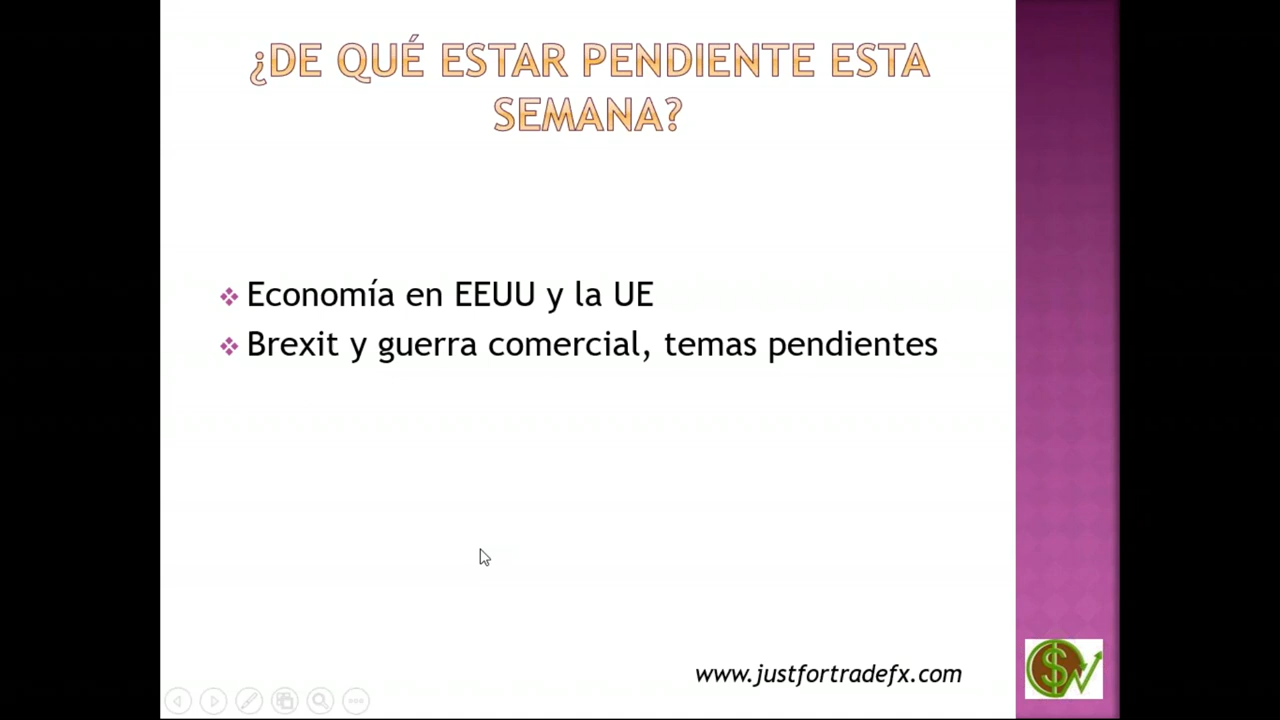 ¿DE QUÉ ESTAR PENDIENTE ESTA
SEMANA?
Economía en EEUU y la UE
Brexit y guerra comercial, temas pendientes
www.justfortradefx.com